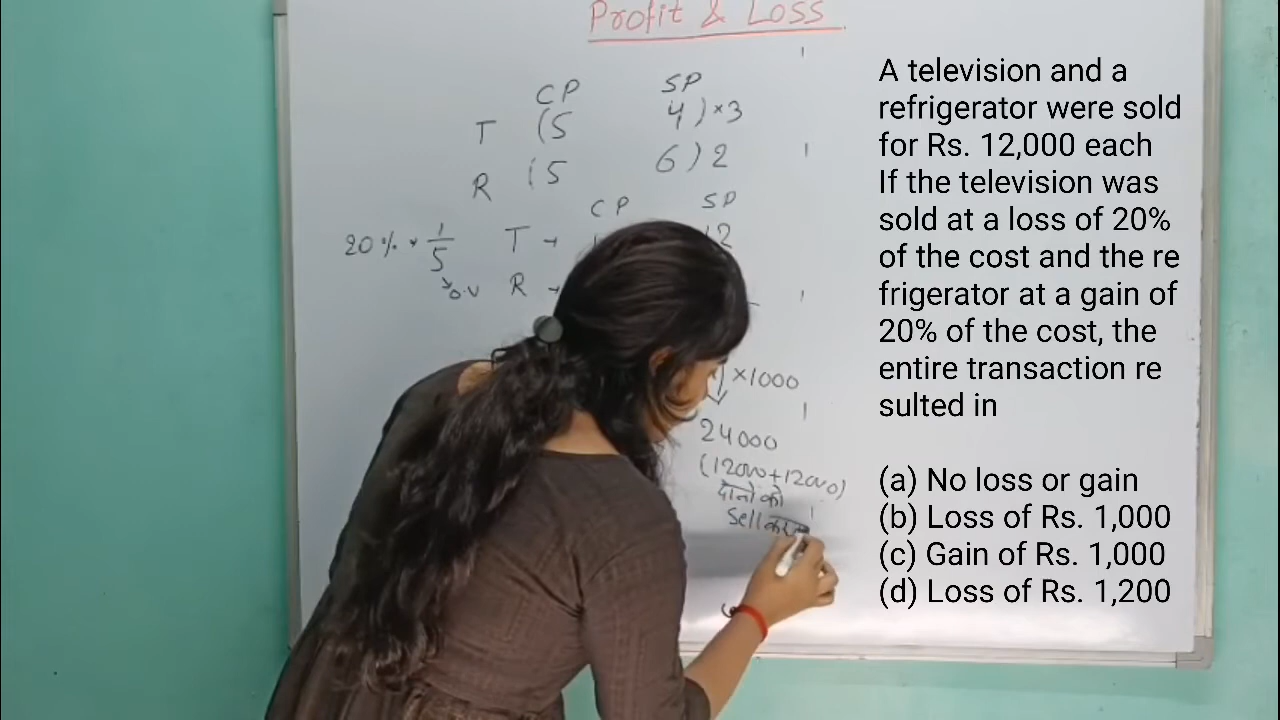 Profit & Loss
CP SP
T (5 4) ×3
R (5 6) 2
CP SP
20% 1/5 T → 12
R →
×1000
24000
(12000+12000)
दोनो को
Sell
A television and a
refrigerator were sold
for Rs. 12,000 each
If the television was
sold at a loss of 20%
of the cost and the re
frigerator at a gain of
20% of the cost, the
entire transaction re
sulted in
(a) No loss or gain
(b) Loss of Rs. 1,000
(c) Gain of Rs. 1,000
(d) Loss of Rs. 1,200